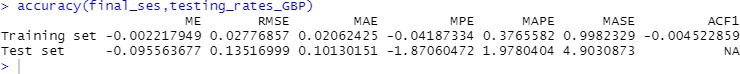 > accuracy(final_ses,testing_rates_GBP)
ME RMSE MAE MPE MAPE MASE ACF1
Training set -0.002217949 0.02776857 0.02062425 -0.04187334 0.3765582 0.9982329 -0.004522859
Test set -0.095563677 0.13516999 0.10130151 -1.87060472 1.9780404 4.9030873 NA
>